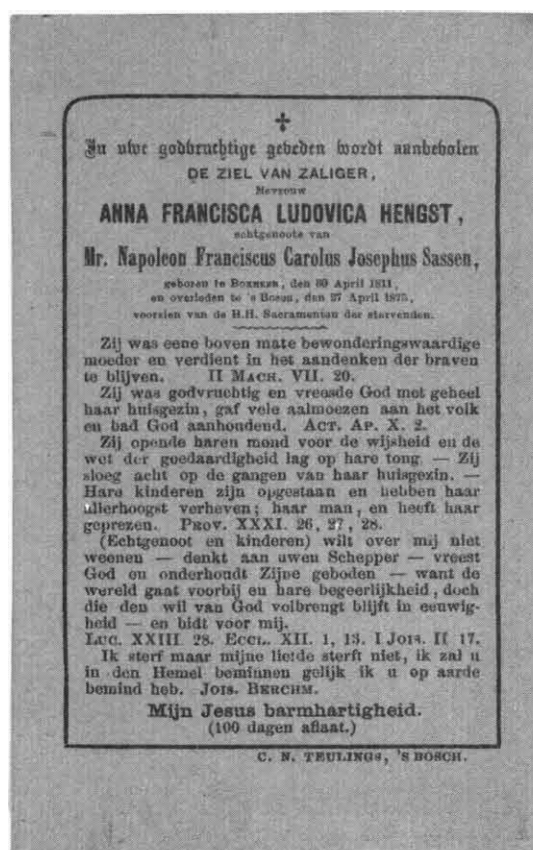 ✝
In uwe godvruchtige gebeden wordt aanbevolen
DE ZIEL VAN ZALIGER,
Mevrouw
ANNA FRANCISCA LUDOVICA HENGST,
echtgenoote van
Mr. Napoleon Franciscus Carolus Josephus Sassen,
geboren te BOXMEER, den 30 April 1811,
en overleden te 's BOSCH, den 27 April 1875,
voorzien van de H.H. Sacramenten der stervenden.
Zij was eene boven mate bewonderingswaardige
moeder en verdient in het aandenken der braven
te blijven. II MACH. VII. 20.
Zij was godvruchtig en vreesde God met geheel
haar huisgezin, gaf vele aalmoezen aan het volk
en bad God aanhoudend. ACT. AP. X. 2.
Zij opende haren mond voor de wijsheid en de
wet der goedaardigheid lag op hare tong. — Zij
sloeg acht op de gangen van haar huisgezin. —
Hare kinderen zijn opgestaan en hebben haar
allerhoogst verheven; haar man, en heeft haar
geprezen. PROV. XXXI. 26, 27, 28.
(Echtgenoot en kinderen) wilt over mij niet
weenen — denkt aan uwen Schepper — vreest
God en onderhoudt Zijne geboden — want de
wereld gaat voorbij en hare begeerlijkheid, doch
die den wil van God volbrengt blijft in eeuwig-
heid — en bidt voor mij.
LUC. XXIII 28. ECCL. XII. 1, 13. I JOIS. II 17.
Ik sterf maar mijne liefde sterft niet, ik zal u
in den Hemel beminnen gelijk ik u op aarde
bemind heb. JOIS. BERCHM.
Mijn Jesus barmhartigheid.
(100 dagen aflaat.)
C. N. TEULINGS, 'S BOSCH.